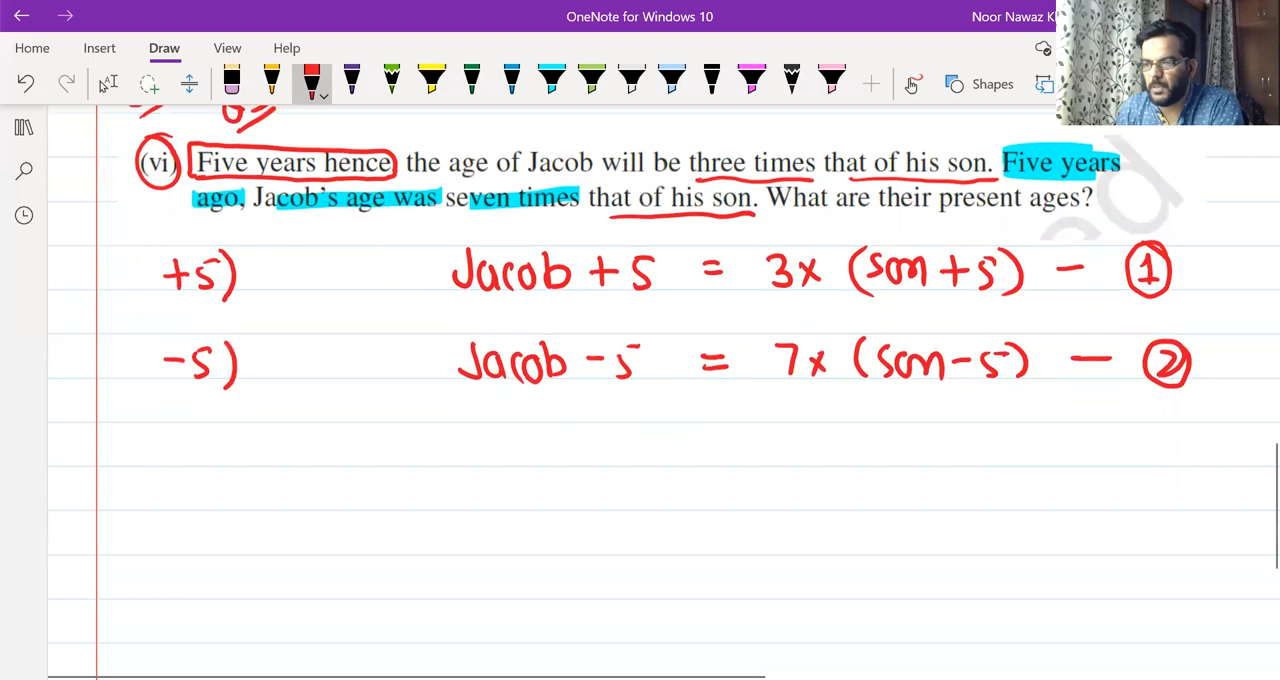 OneNote for Windows 10
Noor Nawaz K
Home Insert Draw View Help
Shapes
(vi) Five years hence the age of Jacob will be three times that of his son. Five years
ago, Jacob's age was seven times that of his son. What are their present ages?
+5) Jacob + 5 = 3 x (son + 5) - 1
-5) Jacob - 5 = 7 x (son - 5) - 2